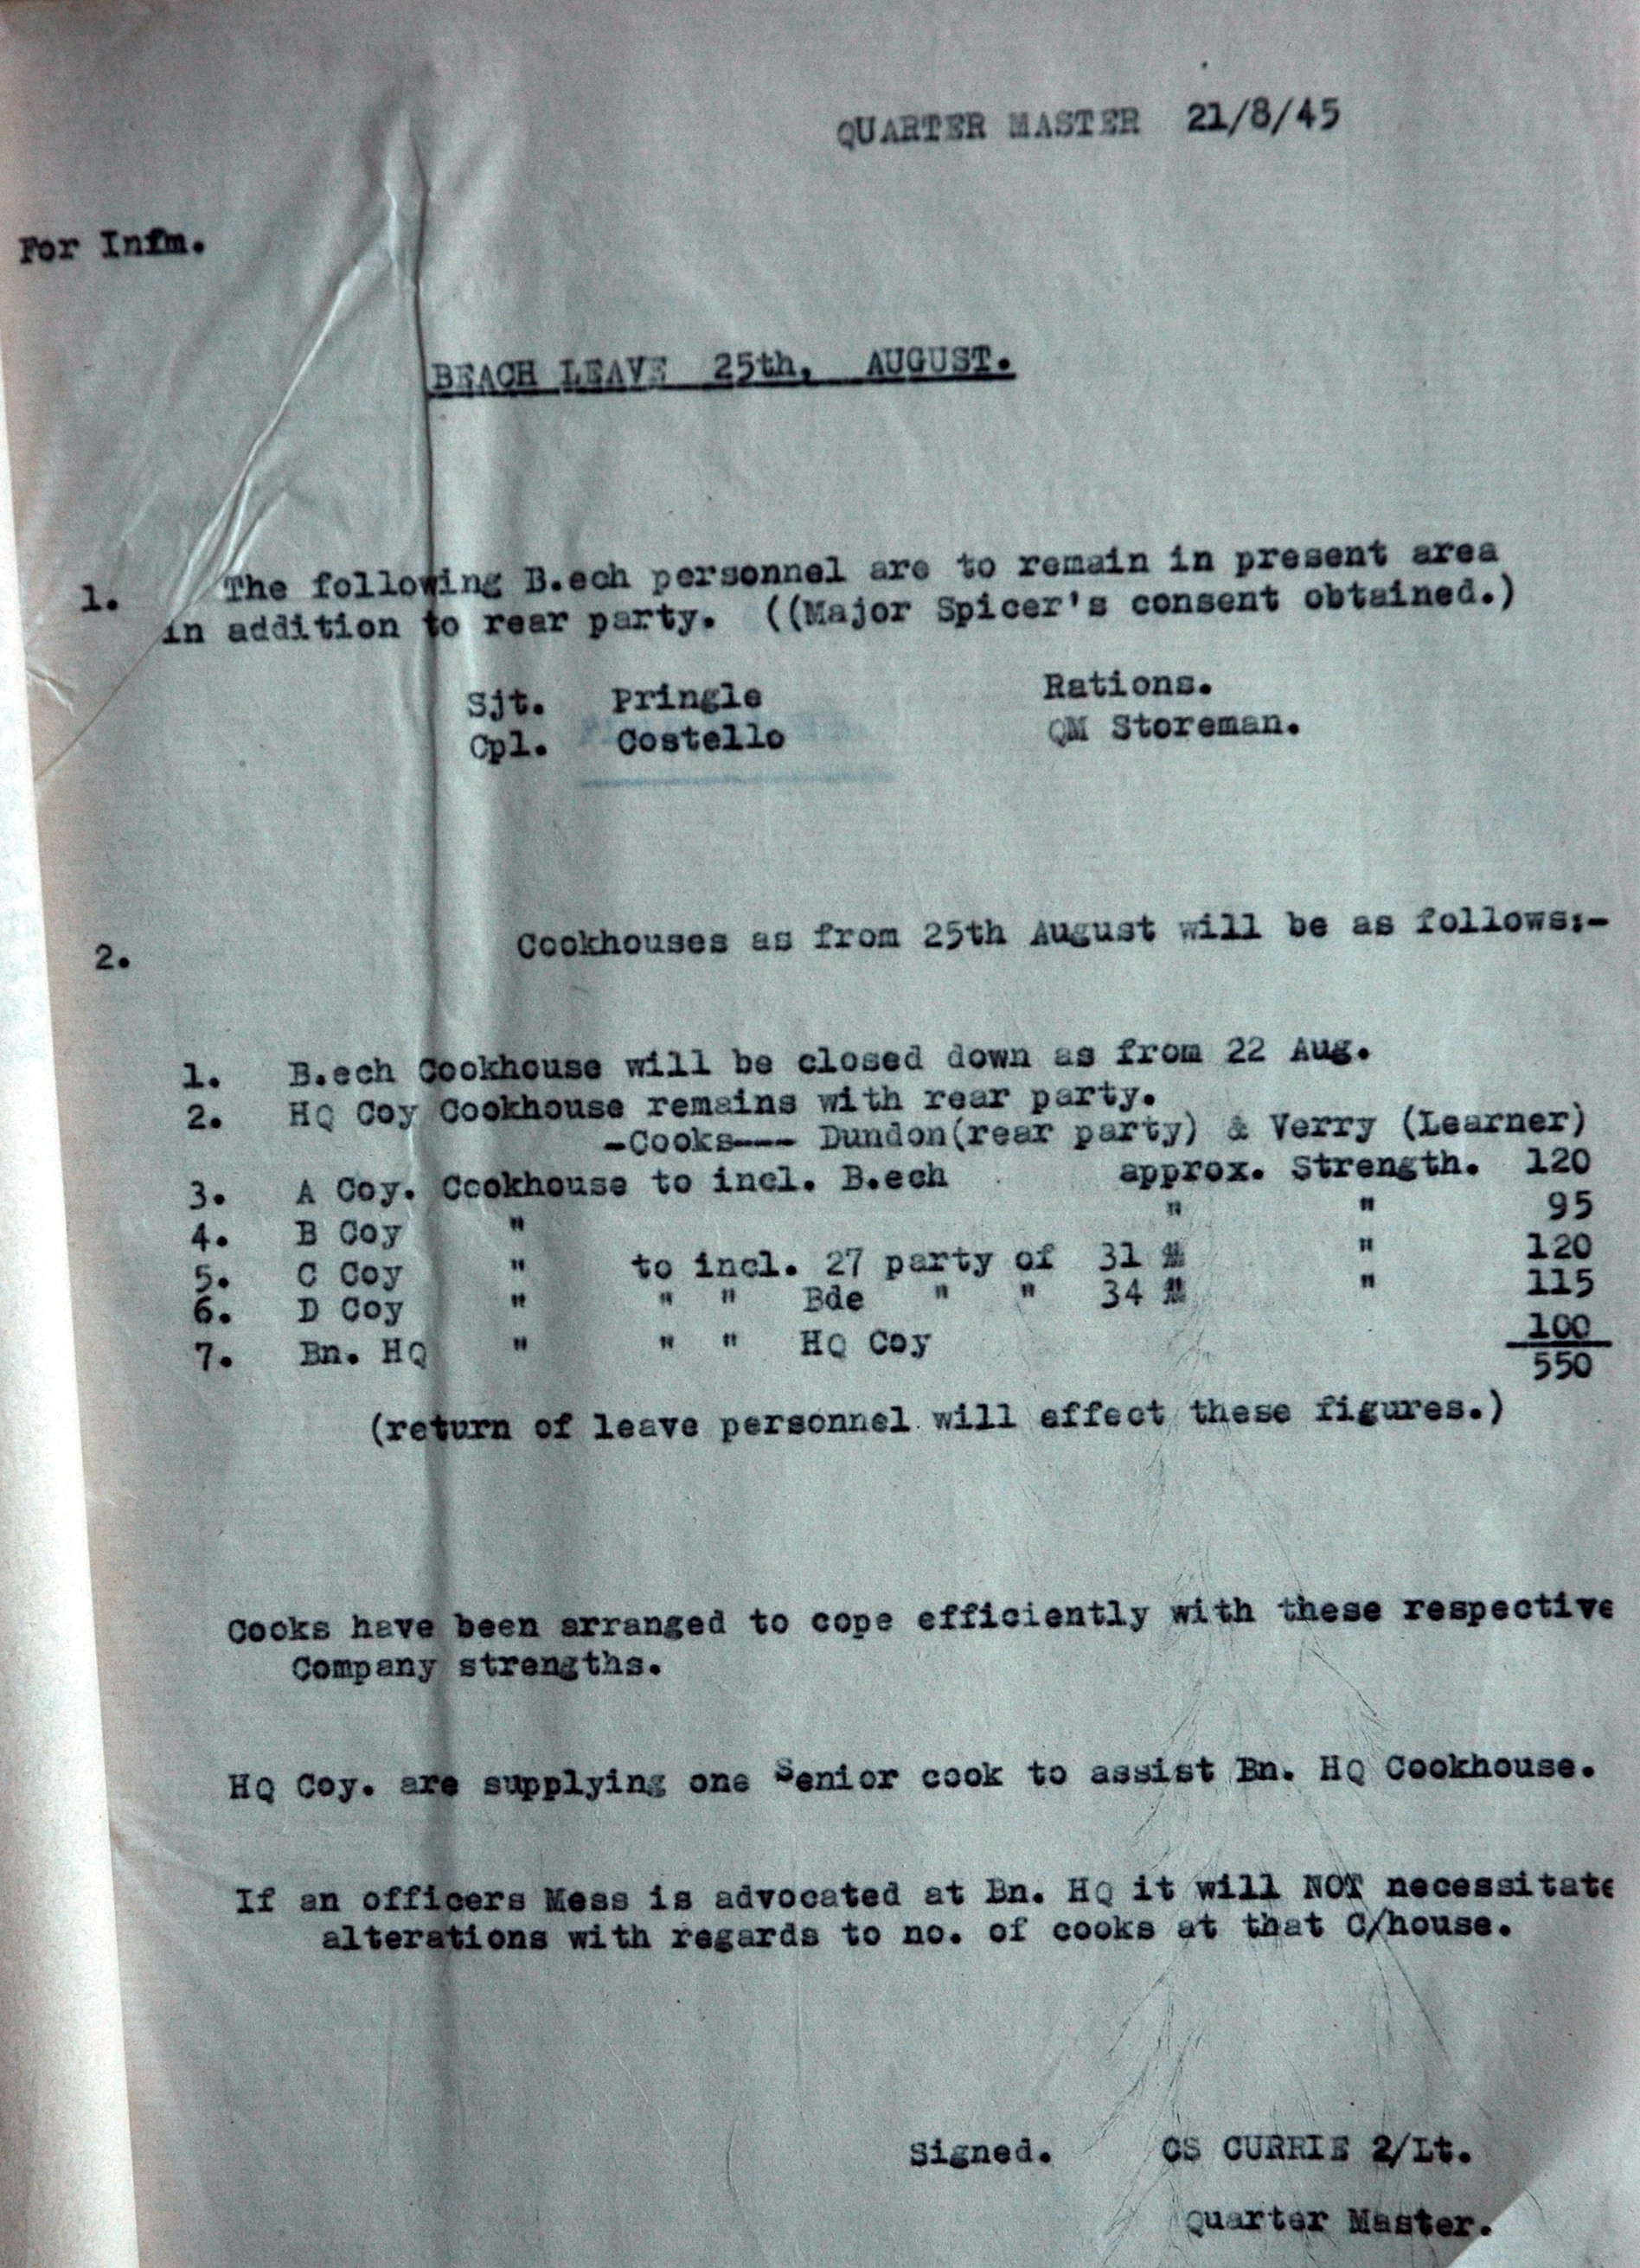 QUARTER MASTER 21/8/45
For Infm.
BEACH LEAVE 25th, AUGUST.
1. The following B.ech personnel are to remain in present area
in addition to rear party. ((Major Spicer's consent obtained.)
Sjt. Pringle Rations.
Cpl. Costello QM Storeman.
2. Cookhouses as from 25th August will be as follows:-
1. B.ech Cookhouse will be closed down as from 22 Aug.
2. HQ Coy Cookhouse remains with rear party.
-Cooks--- Dundon(rear party) & Verry (Learner)
3. A Coy. Cookhouse to incl. B.ech approx. Strength. 120
4. B Coy " " " 95
5. C Coy " to incl. 27 party of 31 " 120
6. D Coy " " " Bde " " 34 " 115
7. Bn. HQ " " " HQ Coy 100
550
(return of leave personnel will effect these figures.)
Cooks have been arranged to cope efficiently with these respective
Company strengths.
HQ Coy. are supplying one Senior cook to assist Bn. HQ Cookhouse.
If an officers Mess is advocated at Bn. HQ it will NOT necessitate
alterations with regards to no. of cooks at that C/house.
Signed. CS CURRIE 2/Lt.
Quarter Master.